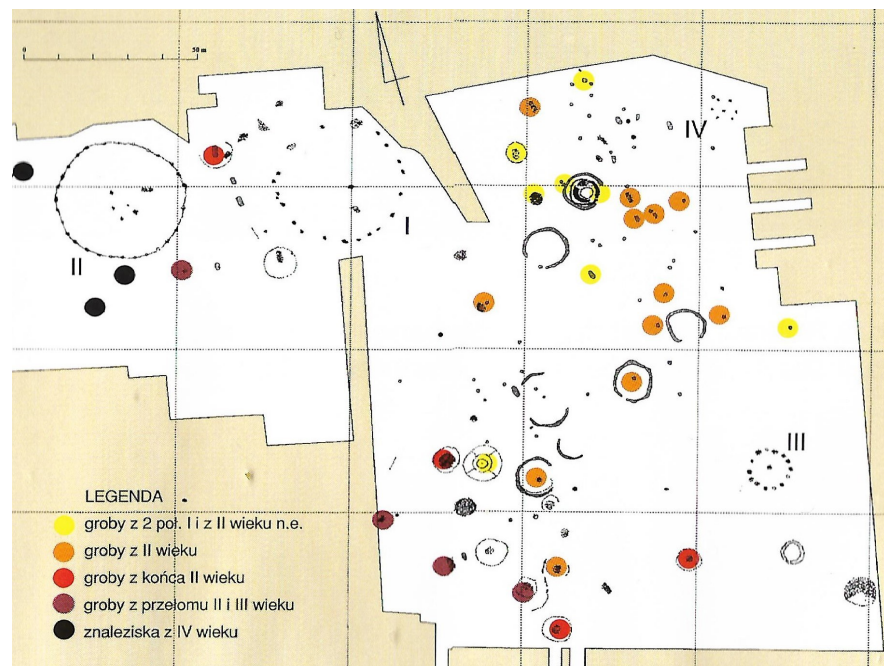 0
50 m
IV
I
II
III
LEGENDA
groby z 2 poł. I i z II wieku n.e.
groby z II wieku
groby z końca II wieku
groby z przełomu II i III wieku
znaleziska z IV wieku